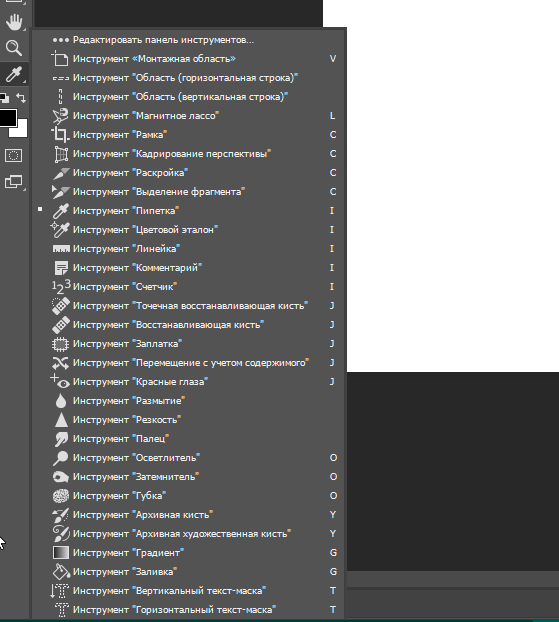 Редактировать панель инструментов...
Инструмент «Монтажная область» V
Инструмент "Область (горизонтальная строка)"
Инструмент "Область (вертикальная строка)"
Инструмент "Магнитное лассо" L
Инструмент "Рамка" C
Инструмент "Кадрирование перспективы" C
Инструмент "Раскройка" C
Инструмент "Выделение фрагмента" C
Инструмент "Пипетка" I
Инструмент "Цветовой эталон" I
Инструмент "Линейка" I
Инструмент "Комментарий" I
Инструмент "Счетчик" I
Инструмент "Точечная восстанавливающая кисть" J
Инструмент "Восстанавливающая кисть" J
Инструмент "Заплатка" J
Инструмент "Перемещение с учетом содержимого" J
Инструмент "Красные глаза" J
Инструмент "Размытие"
Инструмент "Резкость"
Инструмент "Палец"
Инструмент "Осветлитель" O
Инструмент "Затемнитель" O
Инструмент "Губка" O
Инструмент "Архивная кисть" Y
Инструмент "Архивная художественная кисть" Y
Инструмент "Градиент" G
Инструмент "Заливка" G
Инструмент "Вертикальный текст-маска" T
Инструмент "Горизонтальный текст-маска" T